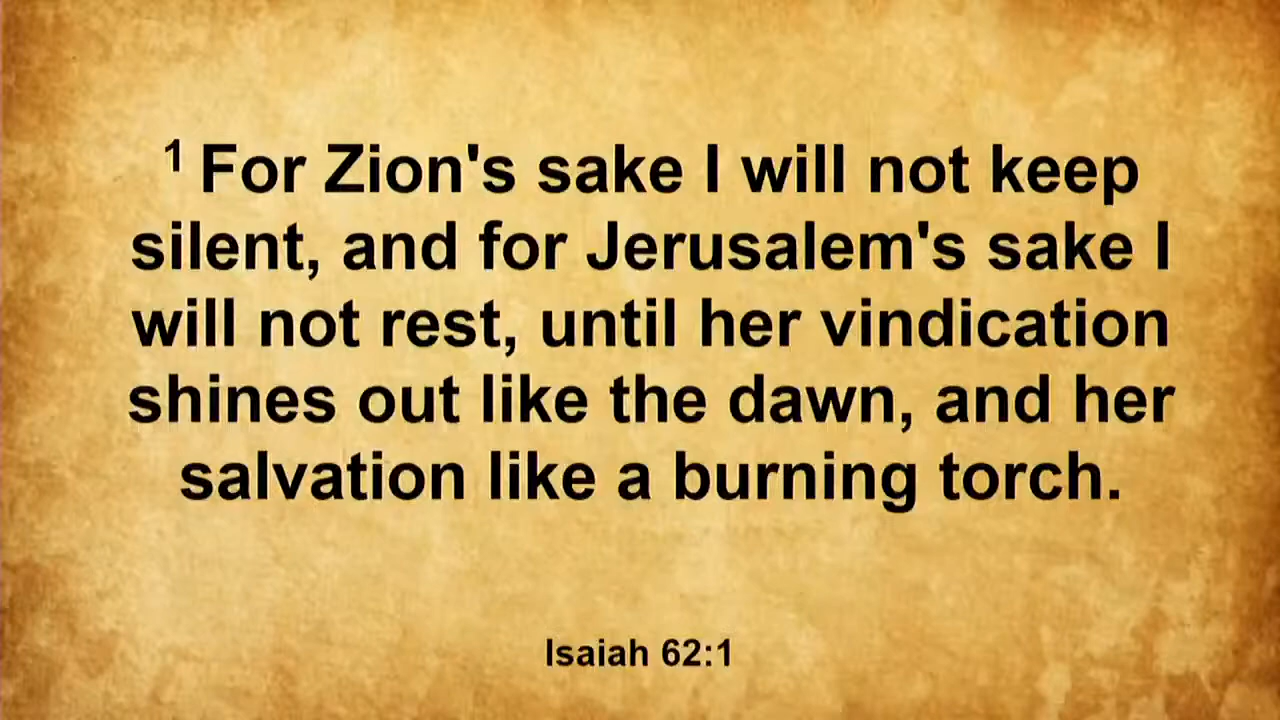 1 For Zion's sake I will not keep
silent, and for Jerusalem's sake I
will not rest, until her vindication
shines out like the dawn, and her
salvation like a burning torch.
Isaiah 62:1